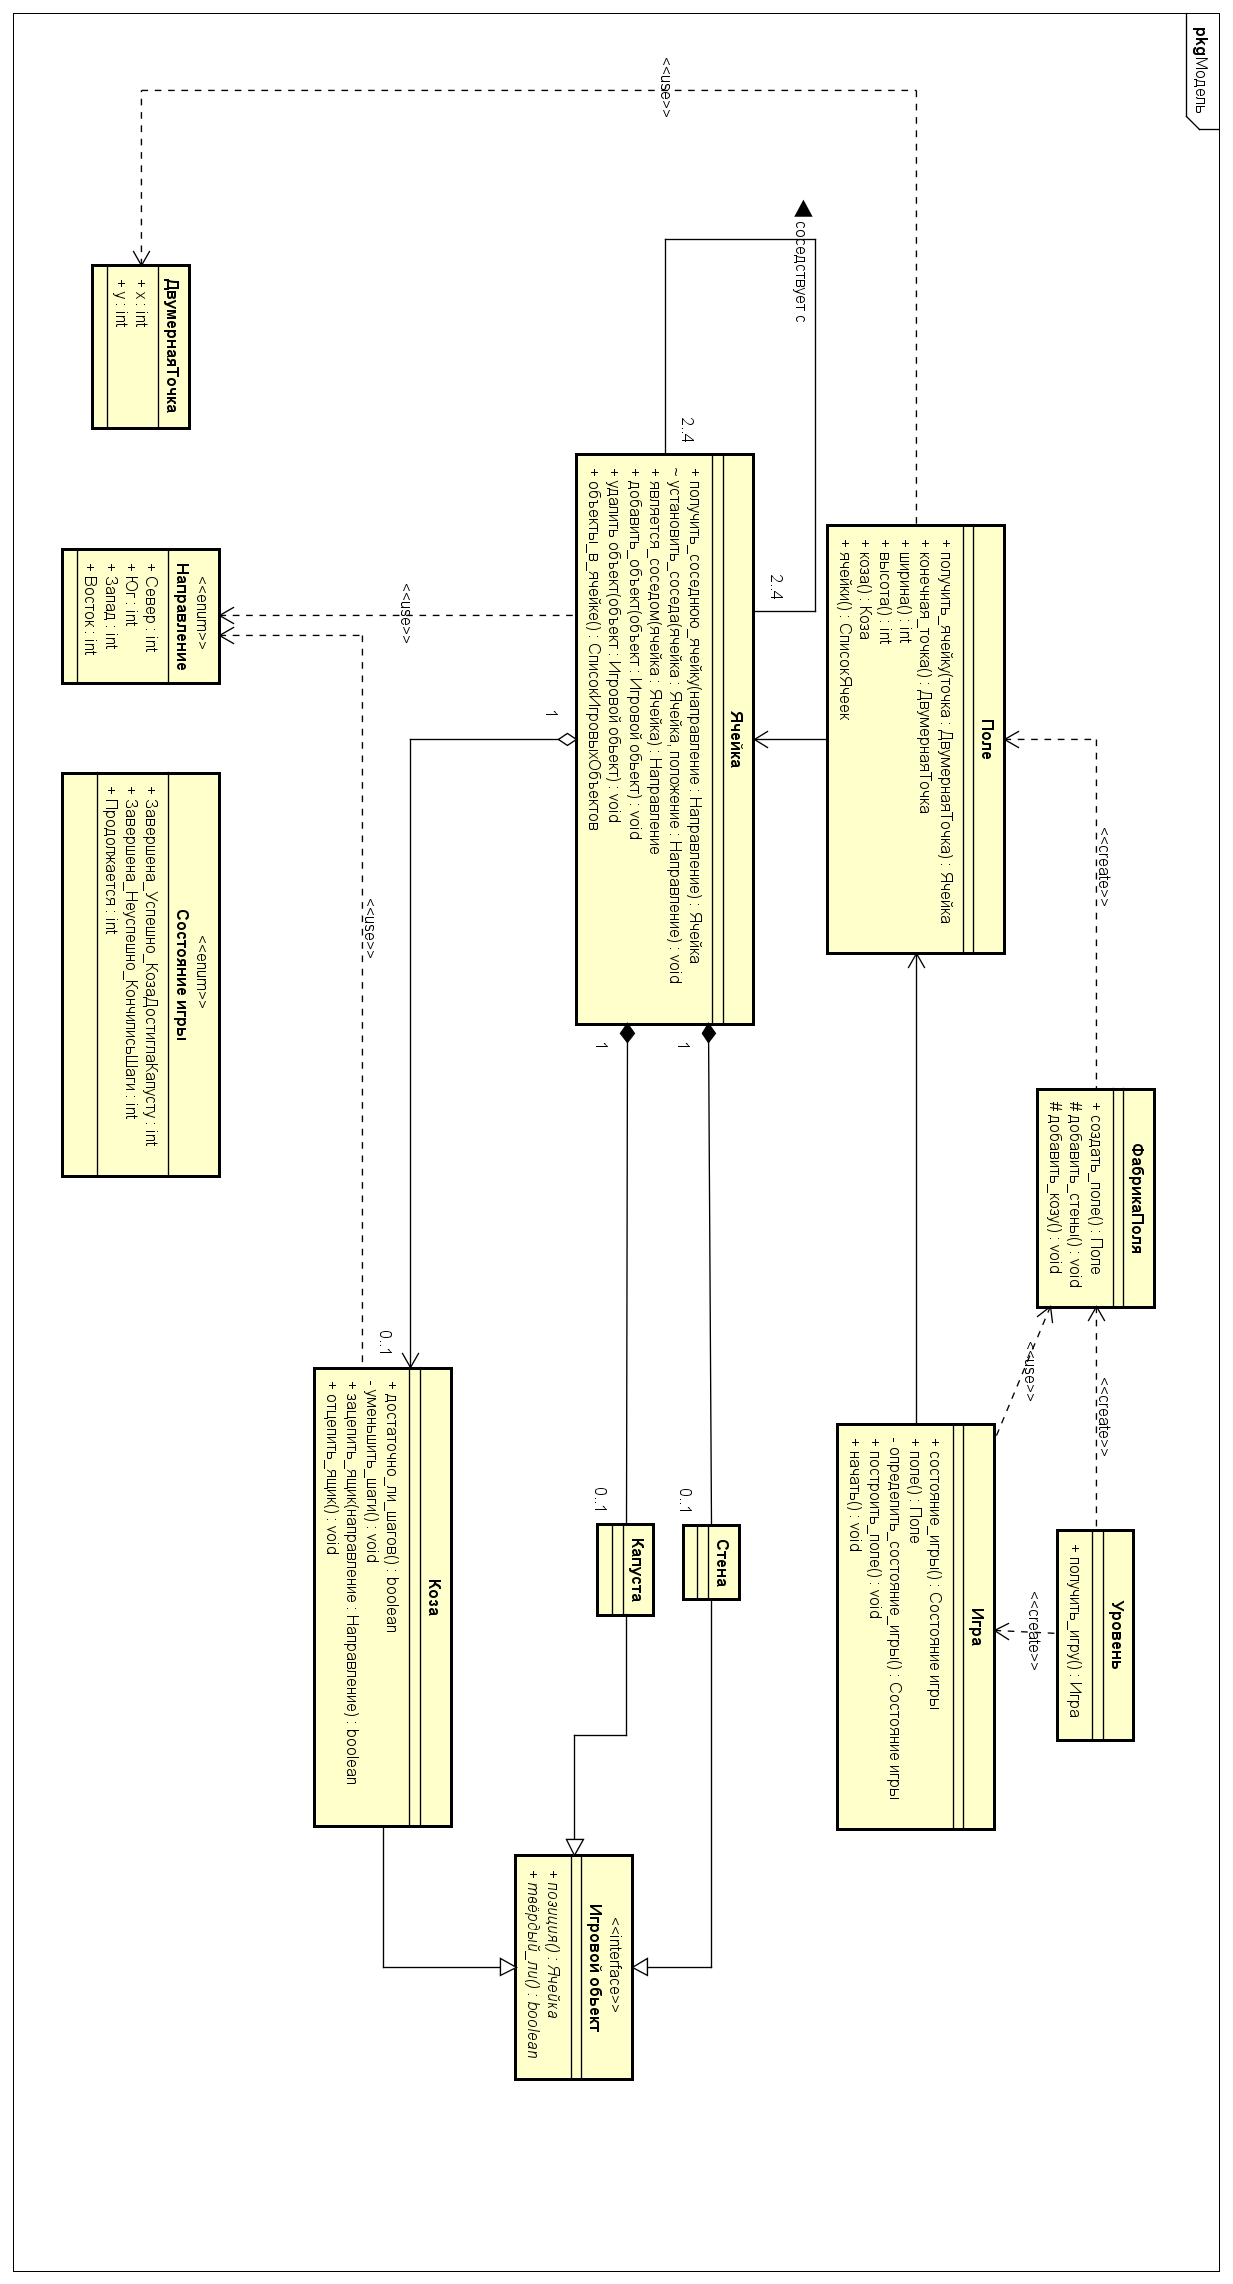 pkg Модель
Уровень
+ получить_игру() : Игра
ФабрикаПоля
+ создать_поле() : Поле
# добавить_стены() : void
# добавить_козу() : void
<<create>>
<<create>>
<<create>>
<<use>>
Поле
+ получить_ячейку(точка : ДвумернаяТочка) : Ячейка
+ конечная_точка() : ДвумернаяТочка
+ ширина() : int
+ высота() : int
+ коза() : Коза
+ ячейки() : СписокЯчеек
Игра
+ состояние_игры() : Состояние игры
+ поле() : Поле
- определить_состояние_игры() : Состояние игры
+ построить_поле() : void
+ начать() : void
соседствует с
2..4
2..4
<<use>>
Ячейка
+ получить_соседнюю_ячейку(направление : Направление) : Ячейка
~ установить_соседа(ячейка : Ячейка, положение : Направление) : void
+ является_соседом(ячейка : Ячейка) : Направление
+ добавить_объект(объект : Игровой обьект) : void
+ удалить объект(объект : Игровой обьект) : void
+ объекты_в_ячейке() : СписокИгровыхОбъектов
1
0..1
Стена
1
0..1
Капуста
<<interface>>
Игровой обьект
+ позиция() : Ячейка
+ твёрдый_ли() : boolean
1
0..1
Коза
+ достаточно_ли_шагов() : boolean
- уменьшить_шаги() : void
+ зацепить_ящик(направление : Направление) : boolean
+ отцепить_ящик() : void
<<use>>
<<use>>
ДвумернаяТочка
+ x : int
+ y : int
<<enum>>
Направление
+ Север : int
+ Юг : int
+ Запад : int
+ Восток : int
<<enum>>
Состояние игры
+ Завершена_Успешно_КозаДостиглаКапусту : int
+ Завершена_Неуспешно_КончилисьШаги : int
+ Продолжается : int